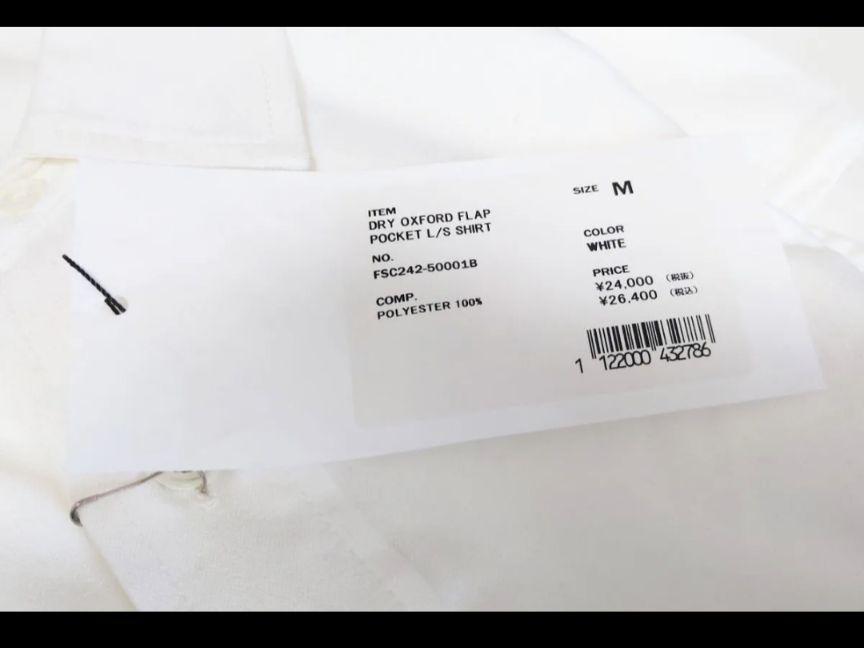 ITEM
DRY OXFORD FLAP
POCKET L/S SHIRT
NO.
FSC242-50001B
COMP.
POLYESTER 100%
SIZE M
COLOR
WHITE
PRICE
¥24,000 (税抜)
¥26,400 (税込)
1 122000 432786